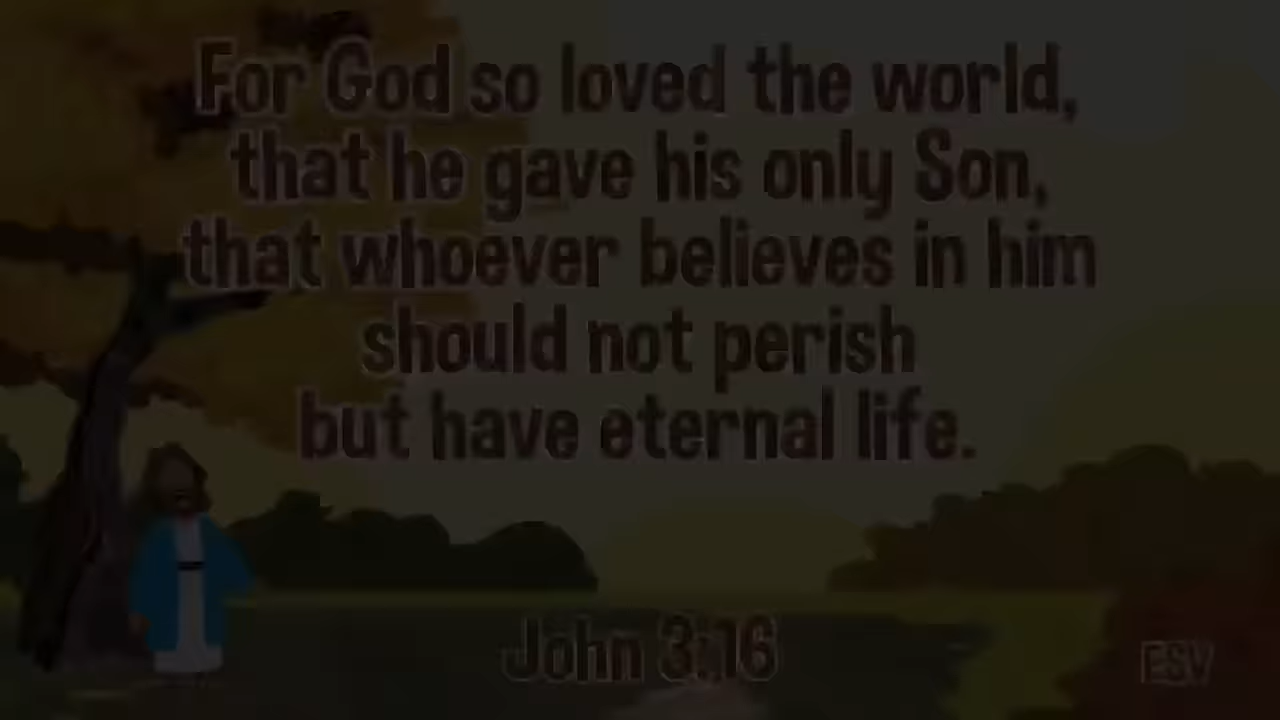 For God so loved the world,
that he gave his only Son,
that whoever believes in him
should not perish
but have eternal life.
John 3:16
ESV